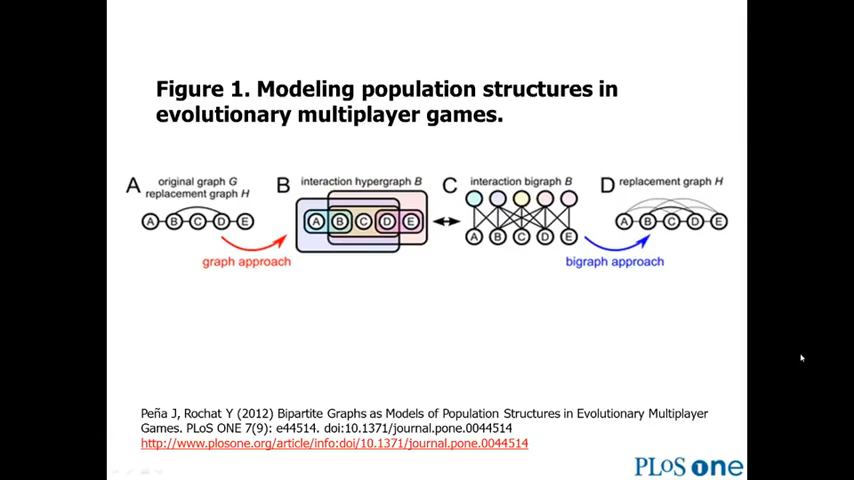 Figure 1. Modeling population structures in
evolutionary multiplayer games.
A
original graph G
replacement graph H
A B C D E
graph approach
B
interaction hypergraph B
A B C D E
C
interaction bigraph B
A B C D E
bigraph approach
D
replacement graph H
A B C D E
Peña J, Rochat Y (2012) Bipartite Graphs as Models of Population Structures in Evolutionary Multiplayer
Games. PLoS ONE 7(9): e44514. doi:10.1371/journal.pone.0044514
http://www.plosone.org/article/info:doi/10.1371/journal.pone.0044514
PLoS one